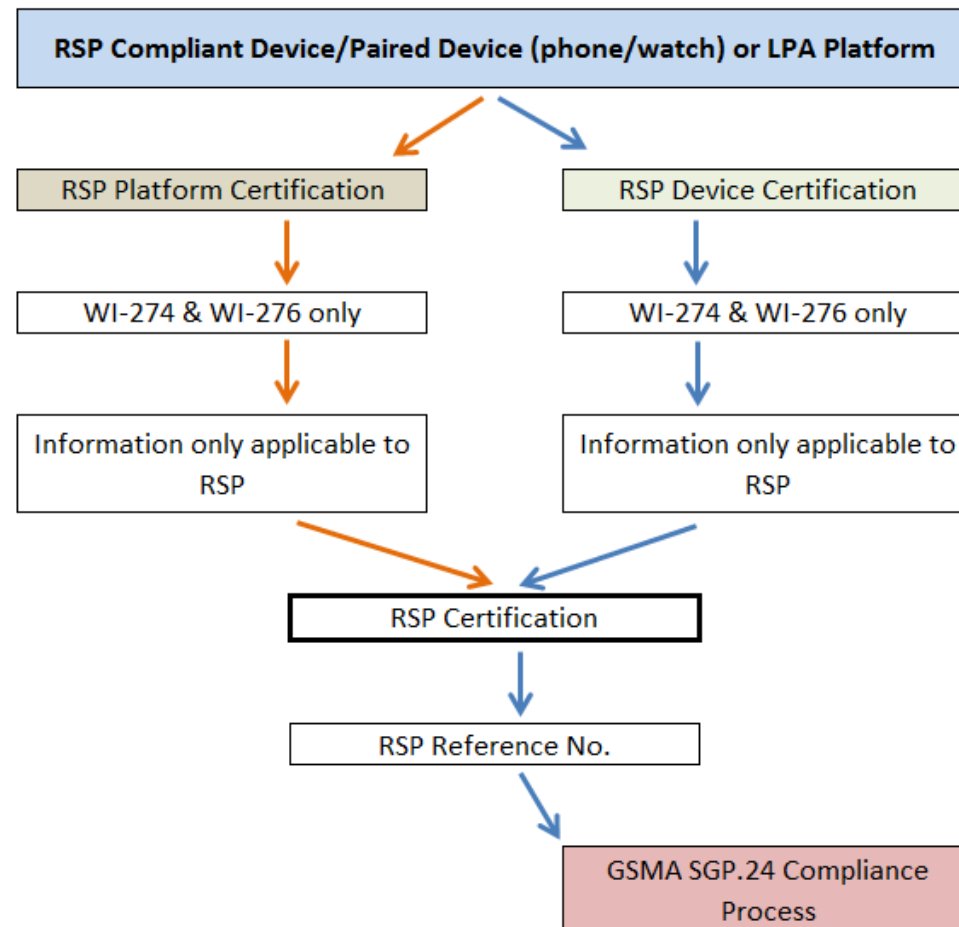 RSP Compliant Device/Paired Device (phone/watch) or LPA Platform
RSP Platform Certification
RSP Device Certification
WI-274 & WI-276 only
WI-274 & WI-276 only
Information only applicable to
RSP
Information only applicable to
RSP
RSP Certification
RSP Reference No.
GSMA SGP.24 Compliance
Process